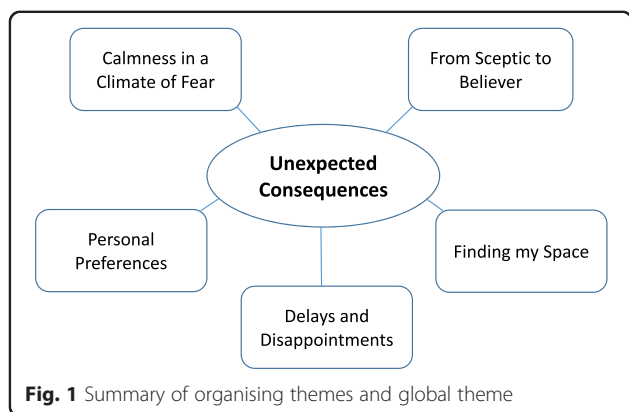 Calmness in a
Climate of Fear
From Sceptic to
Believer
Unexpected
Consequences
Personal
Preferences
Finding my Space
Delays and
Disappointments
Fig. 1 Summary of organising themes and global theme